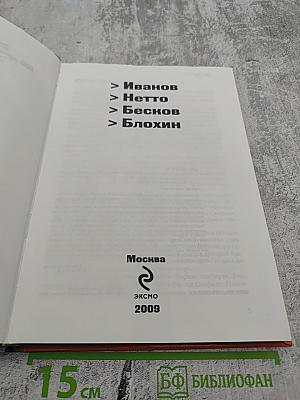 > Иванов
> Нетто
> Бесков
> Блохин
Москва
ЭКСМО
2009
15 см
БФ БИБЛИОФАН